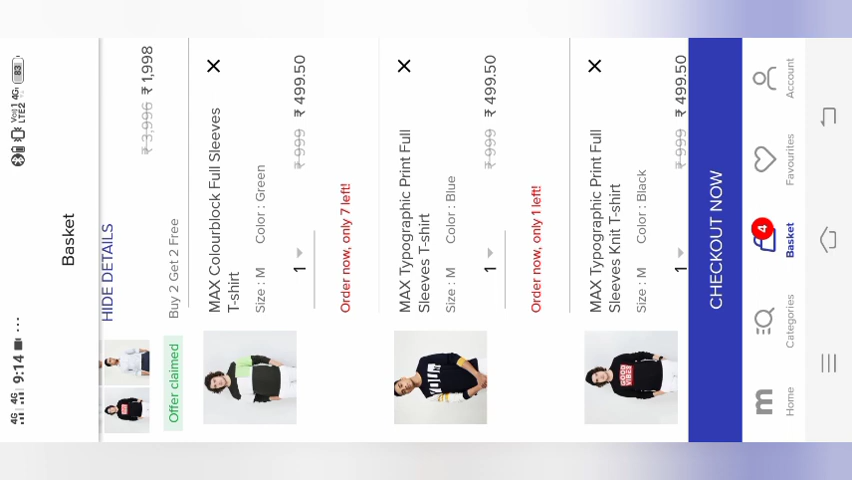 4G 4G 9:14 ...
Voj) 4G
LTE2 83
Basket
HIDE DETAILS
₹ 3,996 ₹ 1,998
Offer claimed Buy 2 Get 2 Free
MAX Colourblock Full Sleeves
T-shirt
Size : M Color : Green
1 ₹ 999 ₹ 499.50
Order now, only 7 left!
MAX Typographic Print Full
Sleeves T-shirt
Size : M Color : Blue
1 ₹ 999 ₹ 499.50
Order now, only 1 left!
MAX Typographic Print Full
Sleeves Knit T-shirt
Size : M Color : Black
1 ₹ 999 ₹ 499.50
GOOD
VIBES
CHECKOUT NOW
4
m
Home Categories Basket Favourites Account